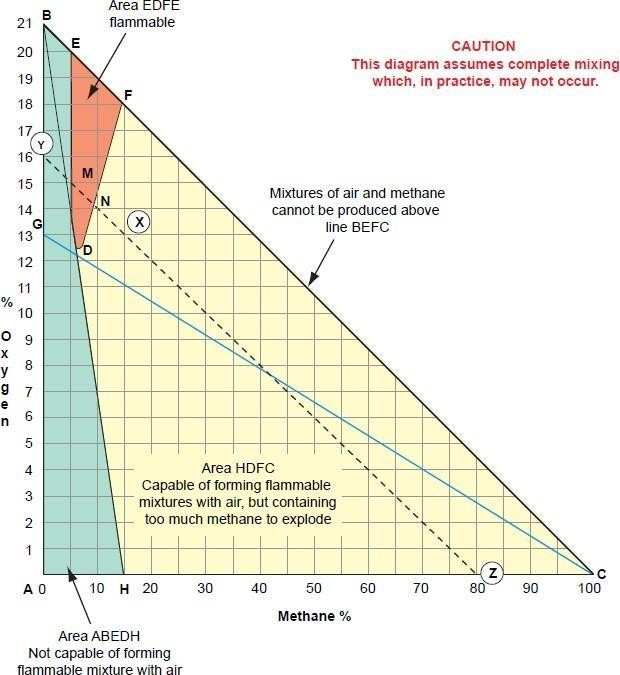 Area EDFE
flammable
CAUTION
This diagram assumes complete mixing
which, in practice, may not occur.
B
21
E
20
19
F
18
17
Y
16
M
15
Mixtures of air and methane
cannot be produced above
line BEFC
N
14
X
G
13
D
12
11
%
10
O
x
y
g
e
n
9
8
7
6
5
4
Area HDFC
Capable of forming flammable
mixtures with air, but containing
too much methane to explode
3
2
1
Z
C
A 0 10 H 20 30 40 50 60 70 80 90 100
Methane %
Area ABEDH
Not capable of forming
flammable mixture with air